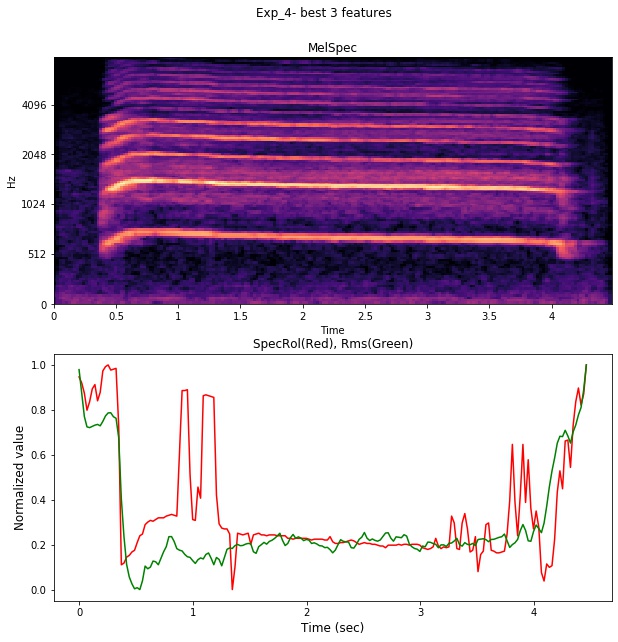 Exp_4- best 3 features
MelSpec
Hz
4096
2048
1024
512
0
0 0.5 1 1.5 2 2.5 3 3.5 4
Time
SpecRol(Red), Rms(Green)
Normalized value
1.0
0.8
0.6
0.4
0.2
0.0
0 1 2 3 4
Time (sec)